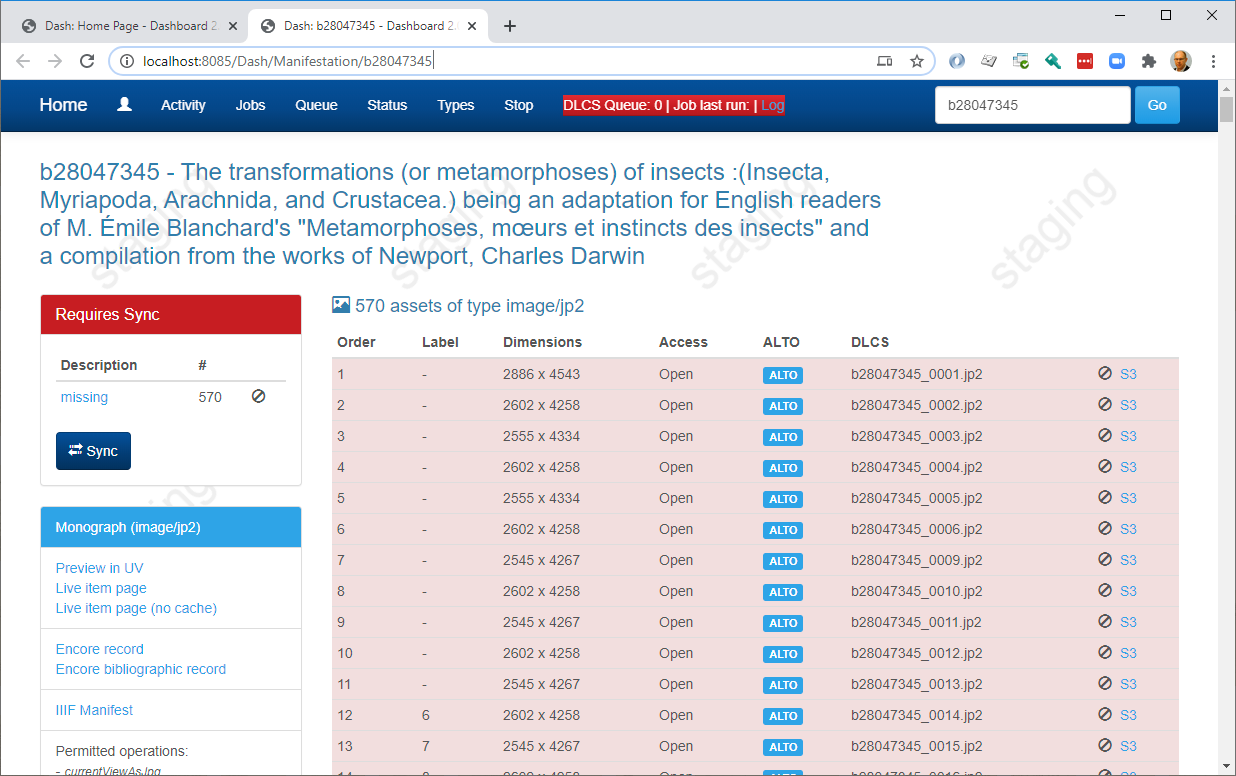 Dash: Home Page - Dashboard 2.
Dash: b28047345 - Dashboard 2.
localhost:8085/Dash/Manifestation/b28047345
Home Activity Jobs Queue Status Types Stop DLCS Queue: 0 | Job last run: | Log b28047345 Go
b28047345 - The transformations (or metamorphoses) of insects :(Insecta,
Myriapoda, Arachnida, and Crustacea.) being an adaptation for English readers
of M. Émile Blanchard's "Metamorphoses, mœurs et instincts des insects" and
a compilation from the works of Newport, Charles Darwin
staging staging staging staging
Requires Sync
Description #
missing 570
Sync
staging
Monograph (image/jp2)
Preview in UV
Live item page
Live item page (no cache)
Encore record
Encore bibliographic record
IIIF Manifest
Permitted operations:
- currentViewAsJpg
570 assets of type image/jp2
Order Label Dimensions Access ALTO DLCS
1 - 2886 x 4543 Open ALTO b28047345_0001.jp2 S3
2 - 2602 x 4258 Open ALTO b28047345_0002.jp2 S3
3 - 2555 x 4334 Open ALTO b28047345_0003.jp2 S3
4 - 2602 x 4258 Open ALTO b28047345_0004.jp2 S3
5 - 2555 x 4334 Open ALTO b28047345_0005.jp2 S3
6 - 2602 x 4258 Open ALTO b28047345_0006.jp2 S3
7 - 2545 x 4267 Open ALTO b28047345_0009.jp2 S3
8 - 2602 x 4258 Open ALTO b28047345_0010.jp2 S3
9 - 2545 x 4267 Open ALTO b28047345_0011.jp2 S3
10 - 2602 x 4258 Open ALTO b28047345_0012.jp2 S3
11 - 2545 x 4267 Open ALTO b28047345_0013.jp2 S3
12 6 2602 x 4258 Open ALTO b28047345_0014.jp2 S3
13 7 2545 x 4267 Open ALTO b28047345_0015.jp2 S3